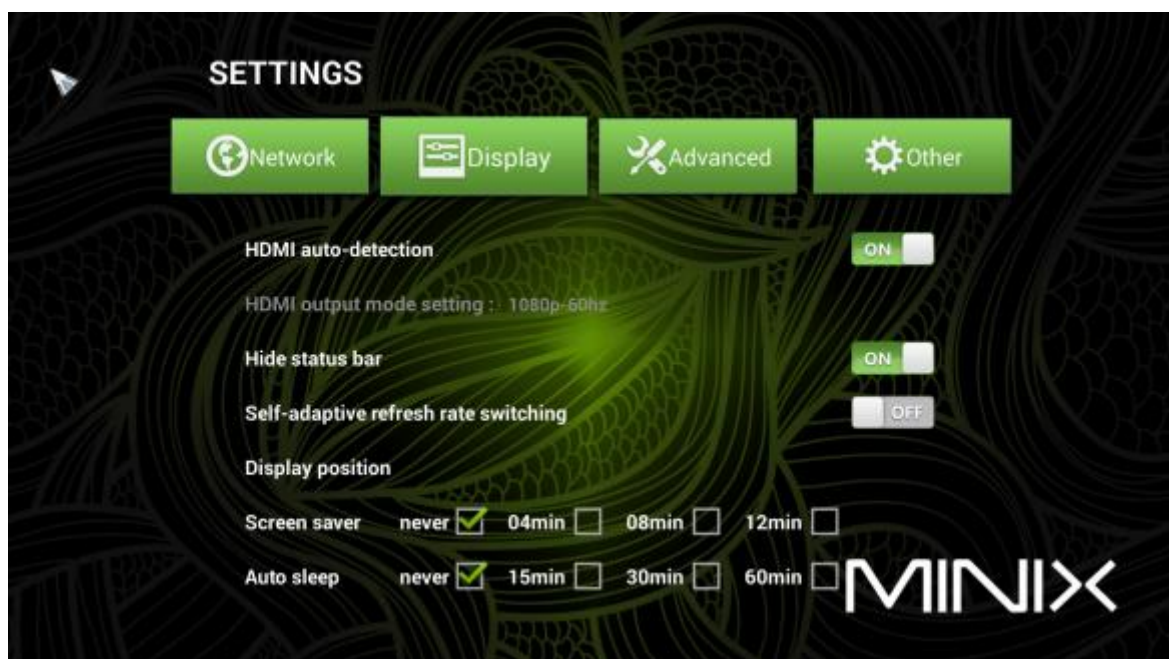 SETTINGS
Network Display Advanced Other
HDMI auto-detection ON
HDMI output mode setting : 1080p-60hz
Hide status bar ON
Self-adaptive refresh rate switching OFF
Display position
Screen saver never 04min 08min 12min
Auto sleep never 15min 30min 60min
MINIX